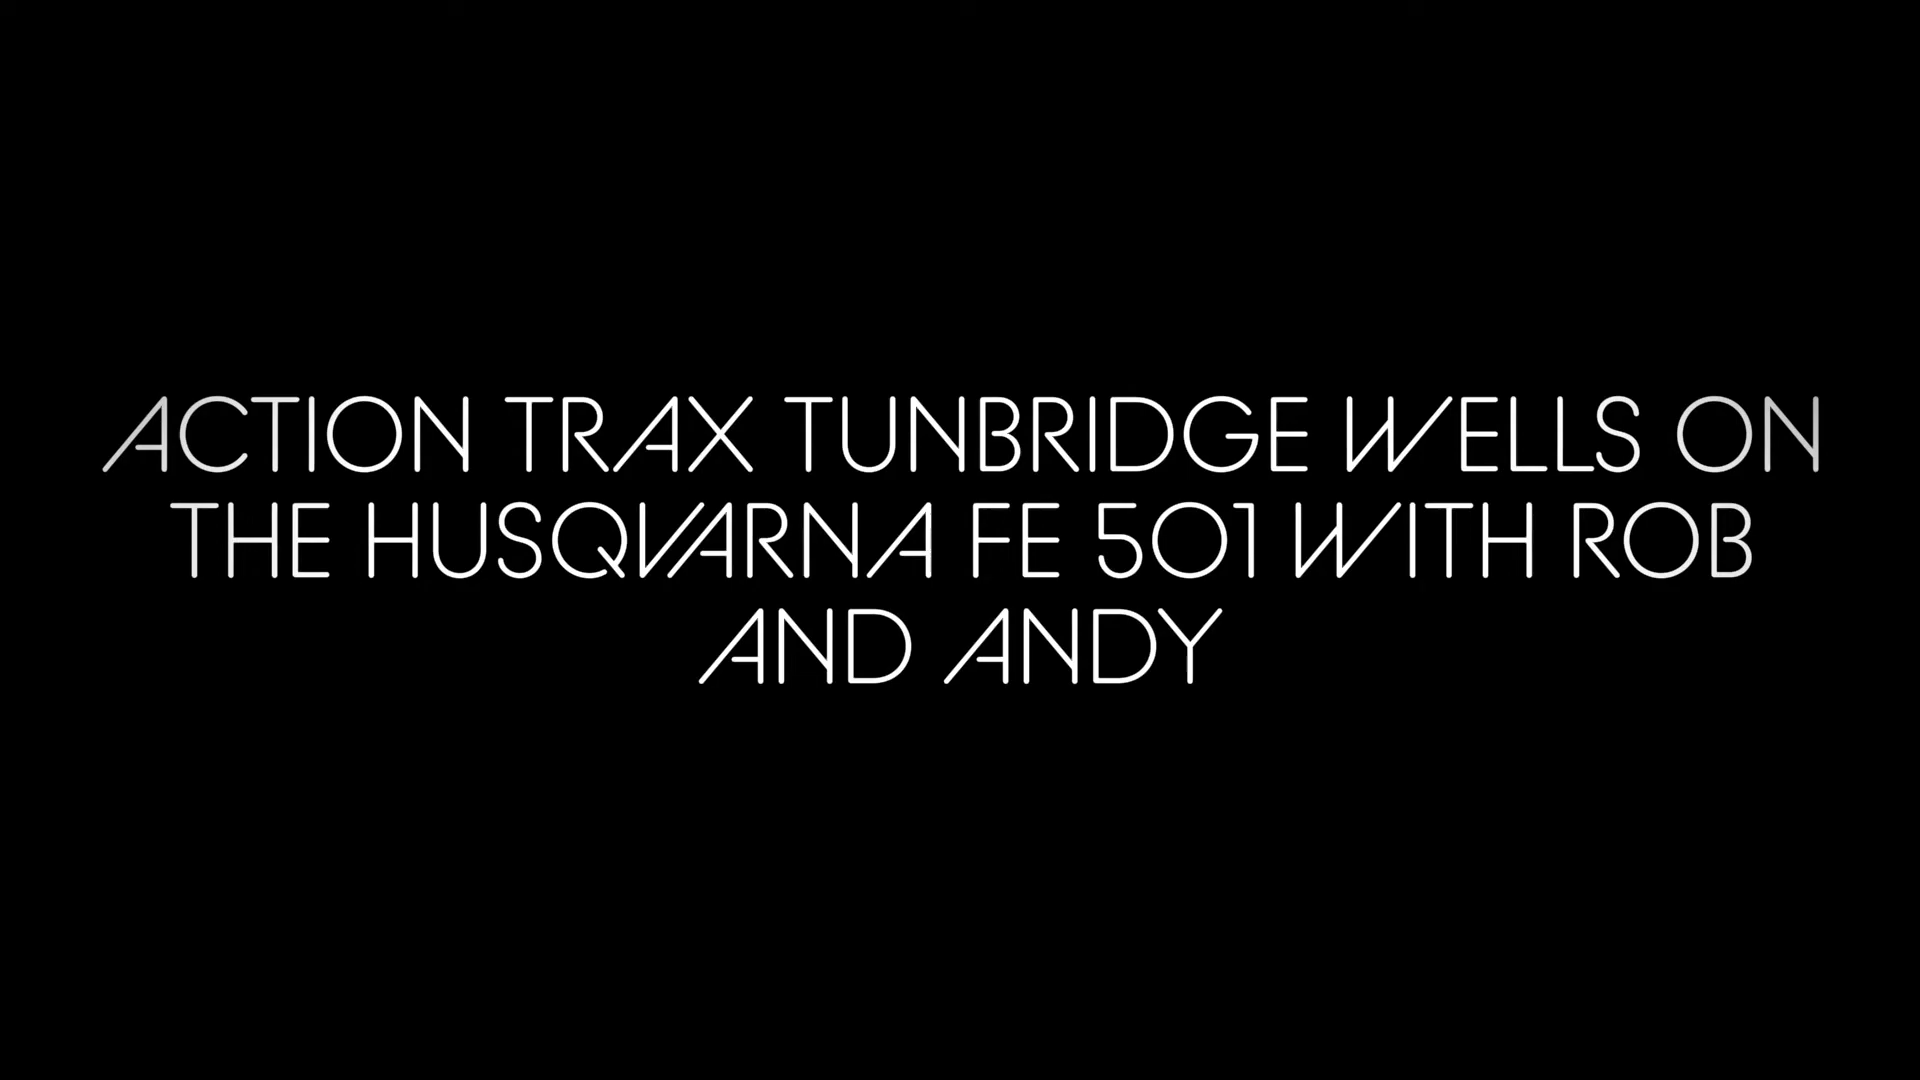 ACTION TRAX TUNBRIDGE WELLS ON
THE HUSQVARNA FE 501 WITH ROB
AND ANDY